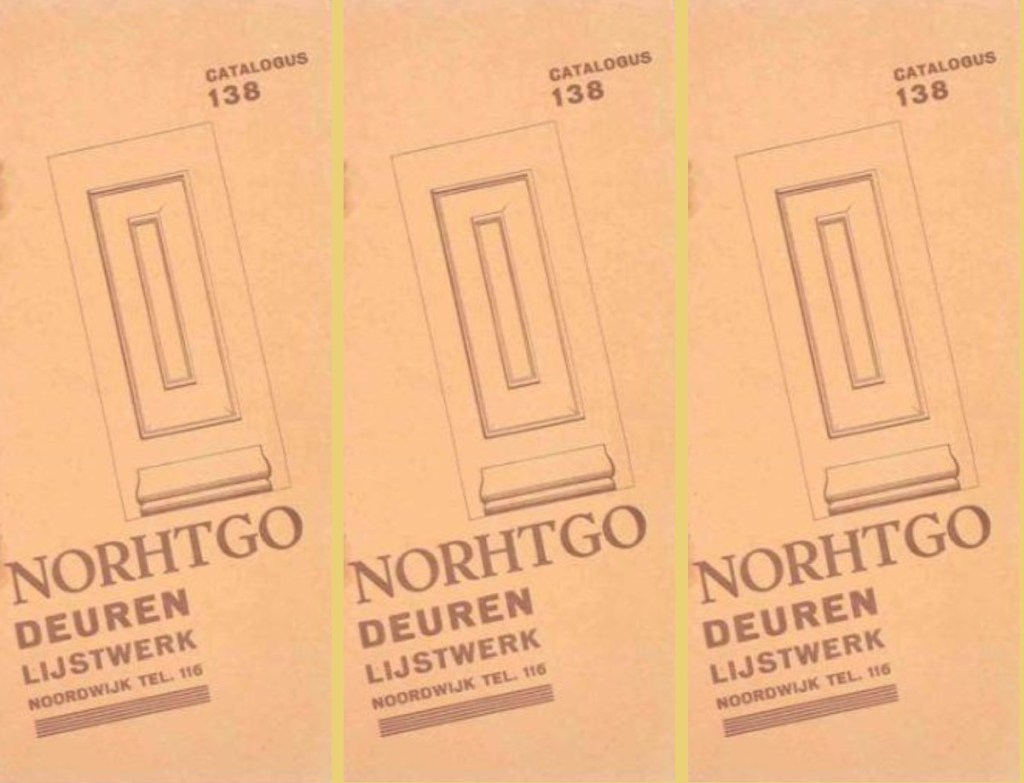 CATALOGUS
138
NORHTGO
DEUREN
LIJSTWERK
NOORDWIJK TEL. 116
CATALOGUS
138
NORHTGO
DEUREN
LIJSTWERK
NOORDWIJK TEL. 116
CATALOGUS
138
NORHTGO
DEUREN
LIJSTWERK
NOORDWIJK TEL. 116